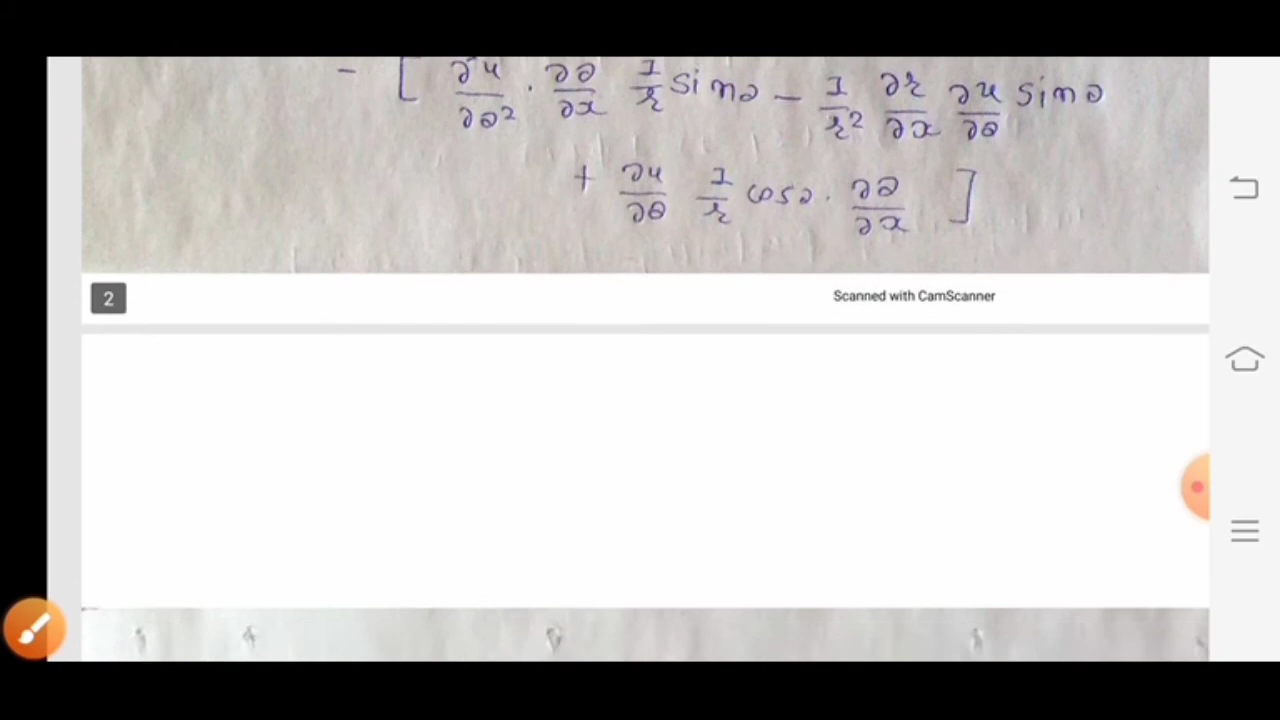 - [ ∂²u/∂θ² · ∂θ/∂x 1/r sinθ - 1/r² ∂r/∂x ∂u/∂θ sinθ
+ ∂u/∂θ 1/r cosθ · ∂θ/∂x ]
2
Scanned with CamScanner